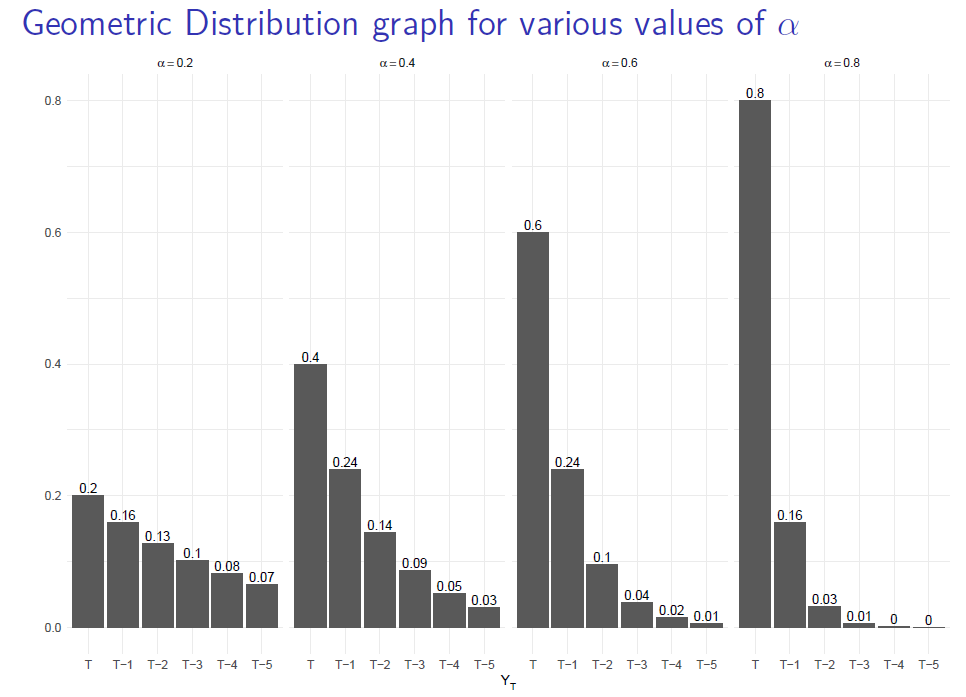 Geometric Distribution graph for various values of α
α = 0.2 α = 0.4 α = 0.6 α = 0.8
0.8
0.6
0.4
0.2
0.0
0.2 0.16 0.13 0.1 0.08 0.07
0.4 0.24 0.14 0.09 0.05 0.03
0.6 0.24 0.1 0.04 0.02 0.01
0.8 0.16 0.03 0.01 0 0
T T−1 T−2 T−3 T−4 T−5 T T−1 T−2 T−3 T−4 T−5 T T−1 T−2 T−3 T−4 T−5 T T−1 T−2 T−3 T−4 T−5
Y_T